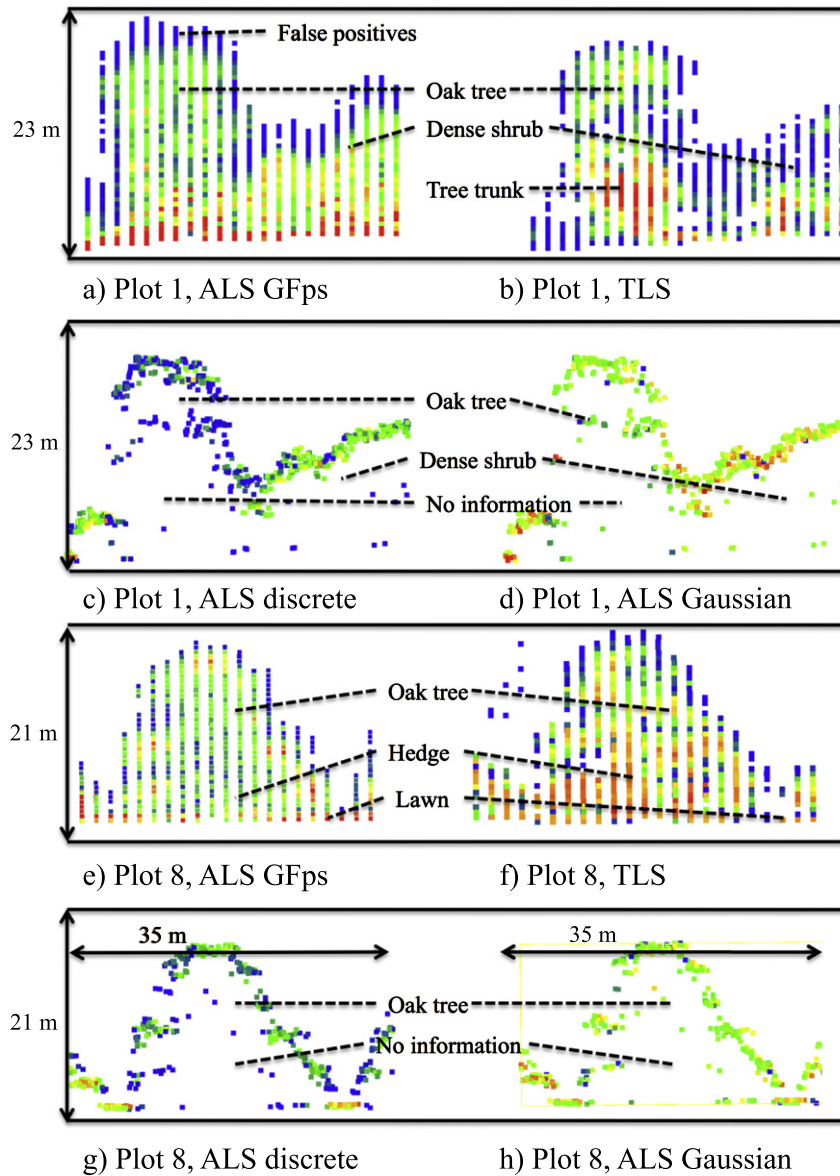 False positives
Oak tree
23 m
Dense shrub
Tree trunk
a) Plot 1, ALS GFps
b) Plot 1, TLS
Oak tree
23 m
Dense shrub
No information
c) Plot 1, ALS discrete
d) Plot 1, ALS Gaussian
Oak tree
21 m
Hedge
Lawn
e) Plot 8, ALS GFps
f) Plot 8, TLS
35 m
35 m
Oak tree
21 m
No information
g) Plot 8, ALS discrete
h) Plot 8, ALS Gaussian